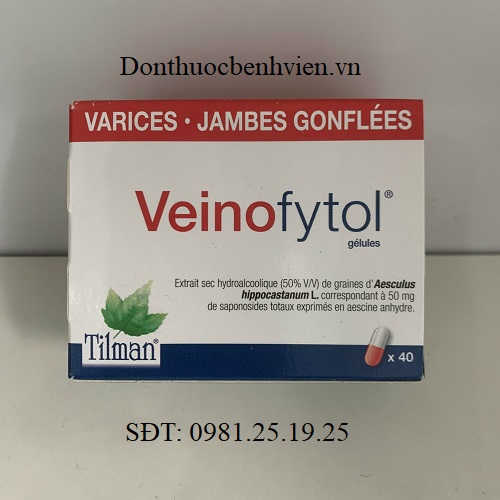 Donthuocbenhvien.vn
VARICES • JAMBES GONFLÉES
Veinofytol®
gélules
Extrait sec hydroalcoolique (50% V/V) de graines d'Aesculus
hippocastanum L. correspondant à 50 mg
de saponosides totaux exprimés en aescine anhydre.
Tilman®
x 40
SĐT: 0981.25.19.25